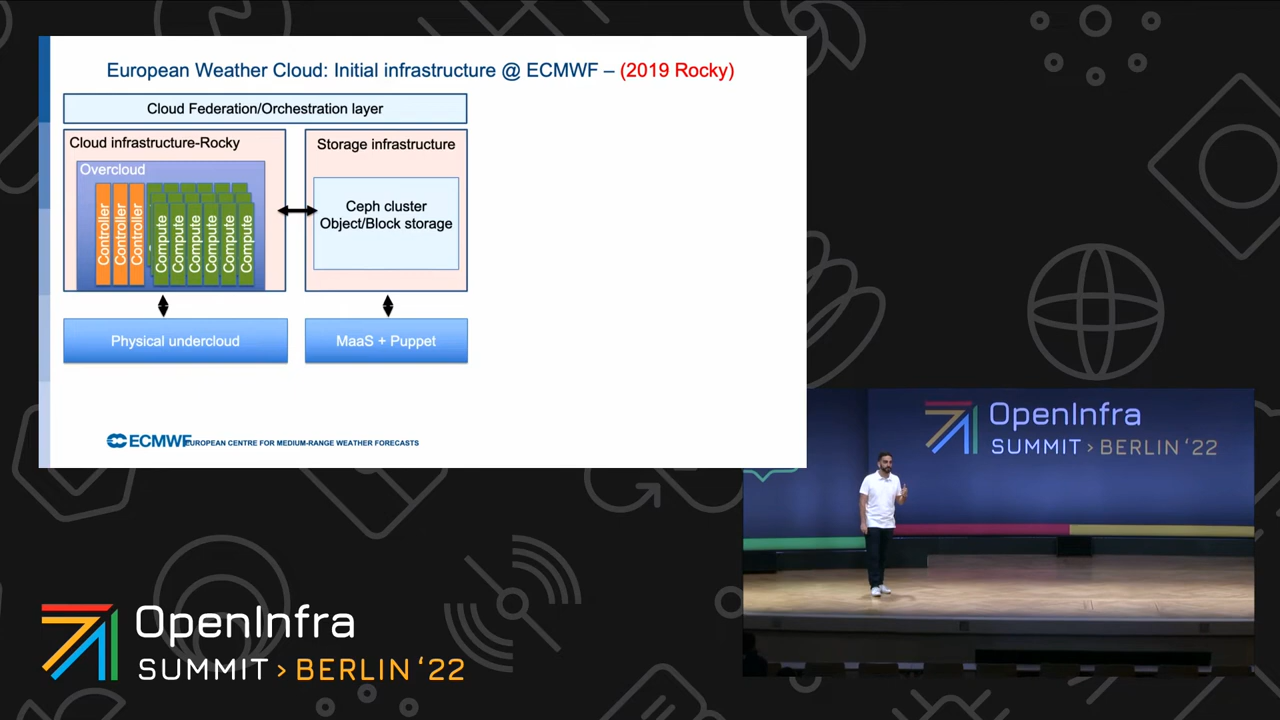 European Weather Cloud: Initial infrastructure @ ECMWF – (2019 Rocky)
Cloud Federation/Orchestration layer
Cloud infrastructure-Rocky
Overcloud
Controller
Controller
Controller
Compute
Compute
Compute
Compute
Compute
Compute
Storage infrastructure
Ceph cluster
Object/Block storage
Physical undercloud
MaaS + Puppet
ECMWF EUROPEAN CENTRE FOR MEDIUM-RANGE WEATHER FORECASTS
OpenInfra
SUMMIT > BERLIN '22
OpenInfra
SUMMIT > BERLIN '22